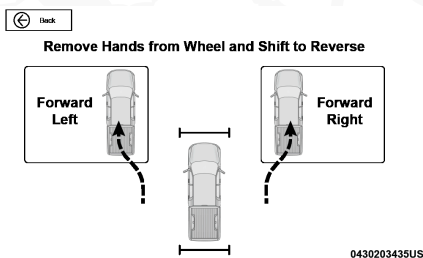 Back
Remove Hands from Wheel and Shift to Reverse
Forward
Left
Forward
Right
0430203435US